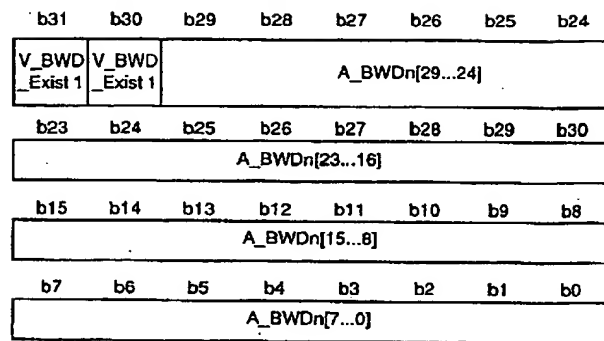 b31 b30 b29 b28 b27 b26 b25 b24
V_BWD V_BWD
_Exist 1 _Exist 1 A_BWDn[29...24]
b23 b24 b25 b26 b27 b28 b29 b30
A_BWDn[23...16]
b15 b14 b13 b12 b11 b10 b9 b8
A_BWDn[15...8]
b7 b6 b5 b4 b3 b2 b1 b0
A_BWDn[7...0]